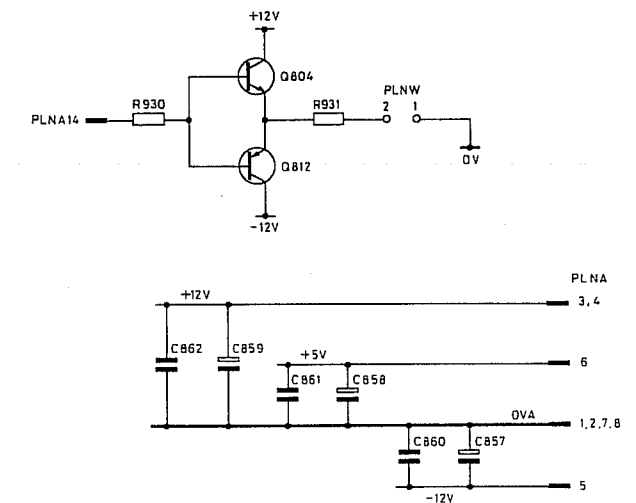 +12V
Q804
R930
R931
PLNW
2 1
PLNA14
0V
Q812
-12V
PLNA
+12V
3,4
C862
C859
+5V
6
C861
C858
0VA
1,2,7,8
C860
C857
-12V
5